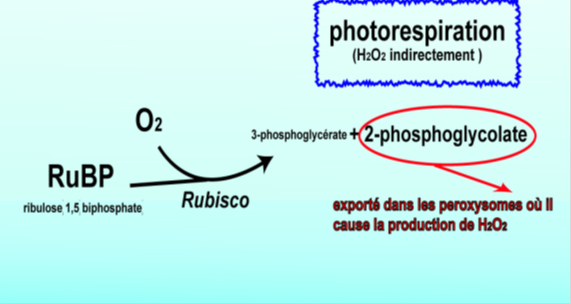 photorespiration
(H₂O₂ indirectement )
O₂
3-phosphoglycérate + 2-phosphoglycolate
RuBP
ribulose 1,5 biphosphate
Rubisco
exporté dans les peroxysomes où il
cause la production de H₂O₂